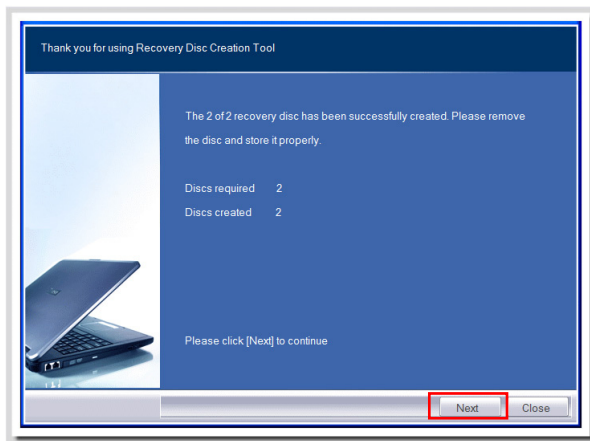 Thank you for using Recovery Disc Creation Tool
The 2 of 2 recovery disc has been successfully created. Please remove
the disc and store it properly.
Discs required 2
Discs created 2
Please click [Next] to continue
Next Close